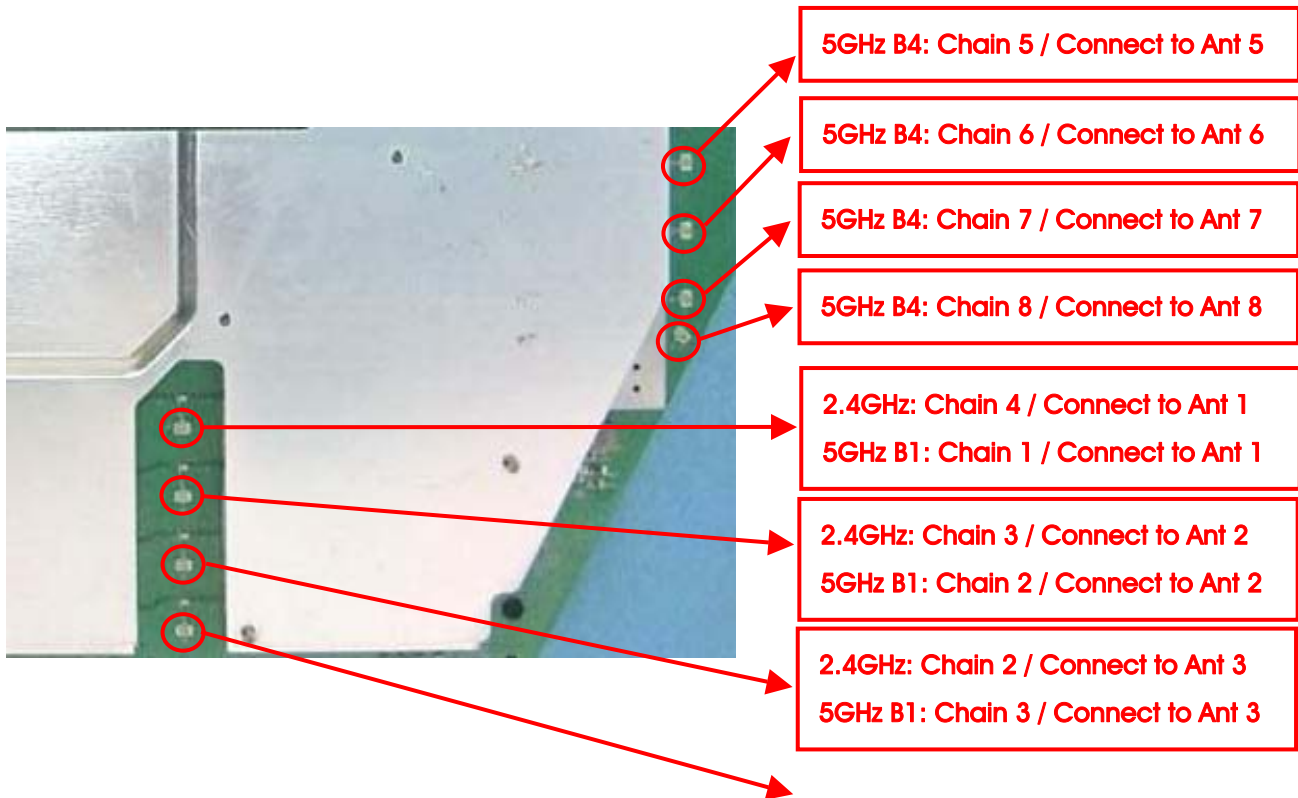 5GHz B4: Chain 5 / Connect to Ant 5
5GHz B4: Chain 6 / Connect to Ant 6
5GHz B4: Chain 7 / Connect to Ant 7
5GHz B4: Chain 8 / Connect to Ant 8
2.4GHz: Chain 4 / Connect to Ant 1
5GHz B1: Chain 1 / Connect to Ant 1
2.4GHz: Chain 3 / Connect to Ant 2
5GHz B1: Chain 2 / Connect to Ant 2
2.4GHz: Chain 2 / Connect to Ant 3
5GHz B1: Chain 3 / Connect to Ant 3